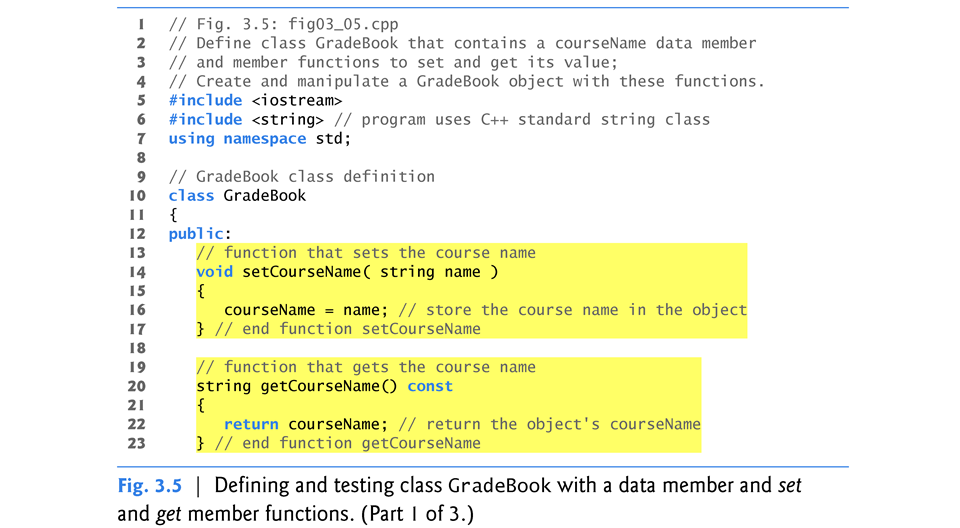 1 // Fig. 3.5: fig03_05.cpp
2 // Define class GradeBook that contains a courseName data member
3 // and member functions to set and get its value;
4 // Create and manipulate a GradeBook object with these functions.
5 #include <iostream>
6 #include <string> // program uses C++ standard string class
7 using namespace std;
8
9 // GradeBook class definition
10 class GradeBook
11 {
12 public:
13 // function that sets the course name
14 void setCourseName( string name )
15 {
16 courseName = name; // store the course name in the object
17 } // end function setCourseName
18
19 // function that gets the course name
20 string getCourseName() const
21 {
22 return courseName; // return the object's courseName
23 } // end function getCourseName
Fig. 3.5 | Defining and testing class GradeBook with a data member and set
and get member functions. (Part 1 of 3.)